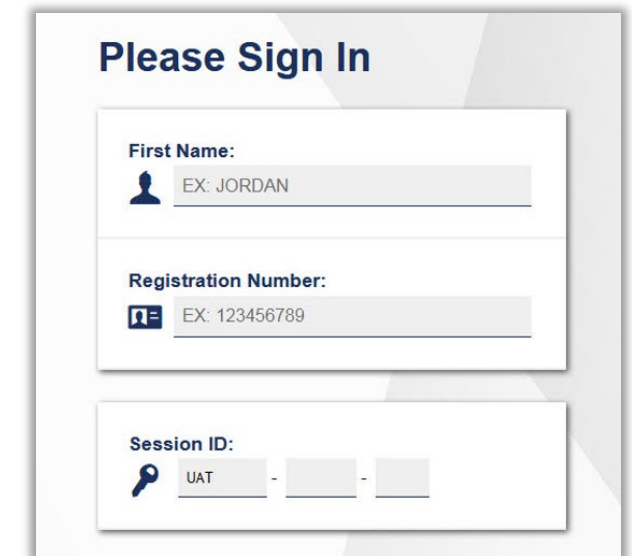 Please Sign In
First Name:
EX: JORDAN
Registration Number:
EX: 123456789
Session ID:
UAT - -